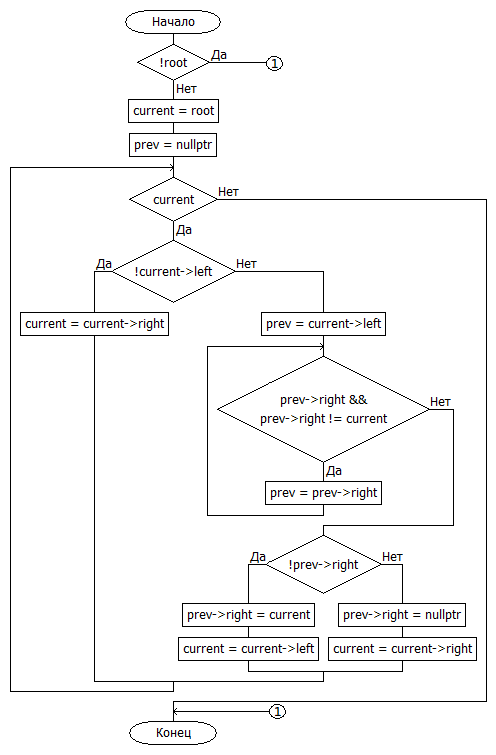 Начало
!root
Да
1
Нет
current = root
prev = nullptr
current
Нет
Да
!current->left
Да
Нет
current = current->right
prev = current->left
prev->right &&
prev->right != current
Нет
Да
prev = prev->right
!prev->right
Да
Нет
prev->right = current
prev->right = nullptr
current = current->left
current = current->right
1
Конец